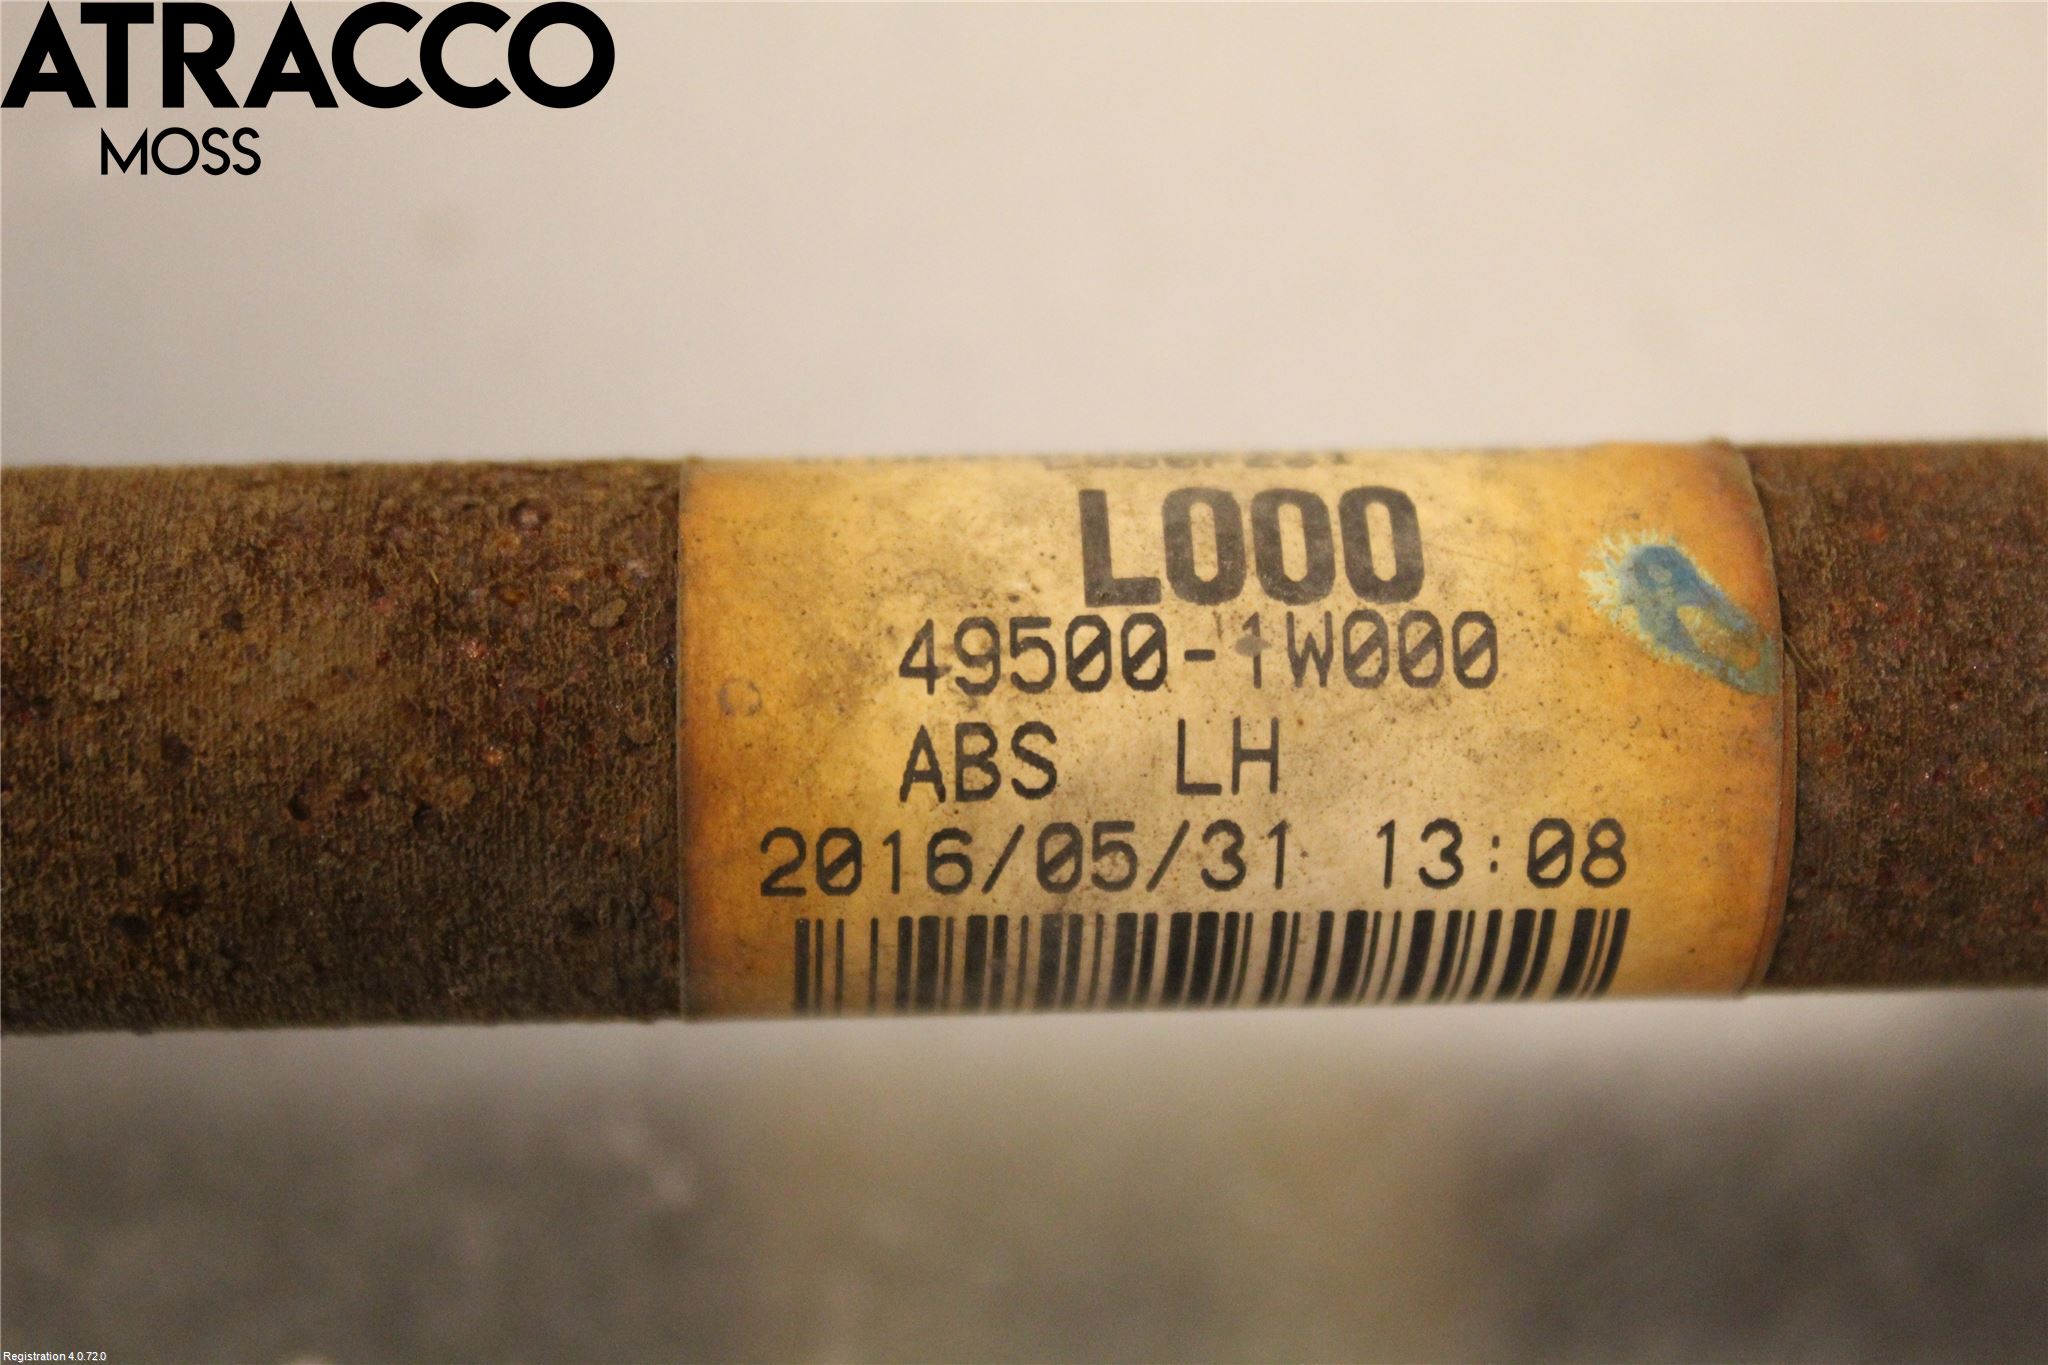 ATRACCO
MOSS
L000
49500-1W000
ABS LH
2016/05/31 13:08
Registration 4.0.72.0